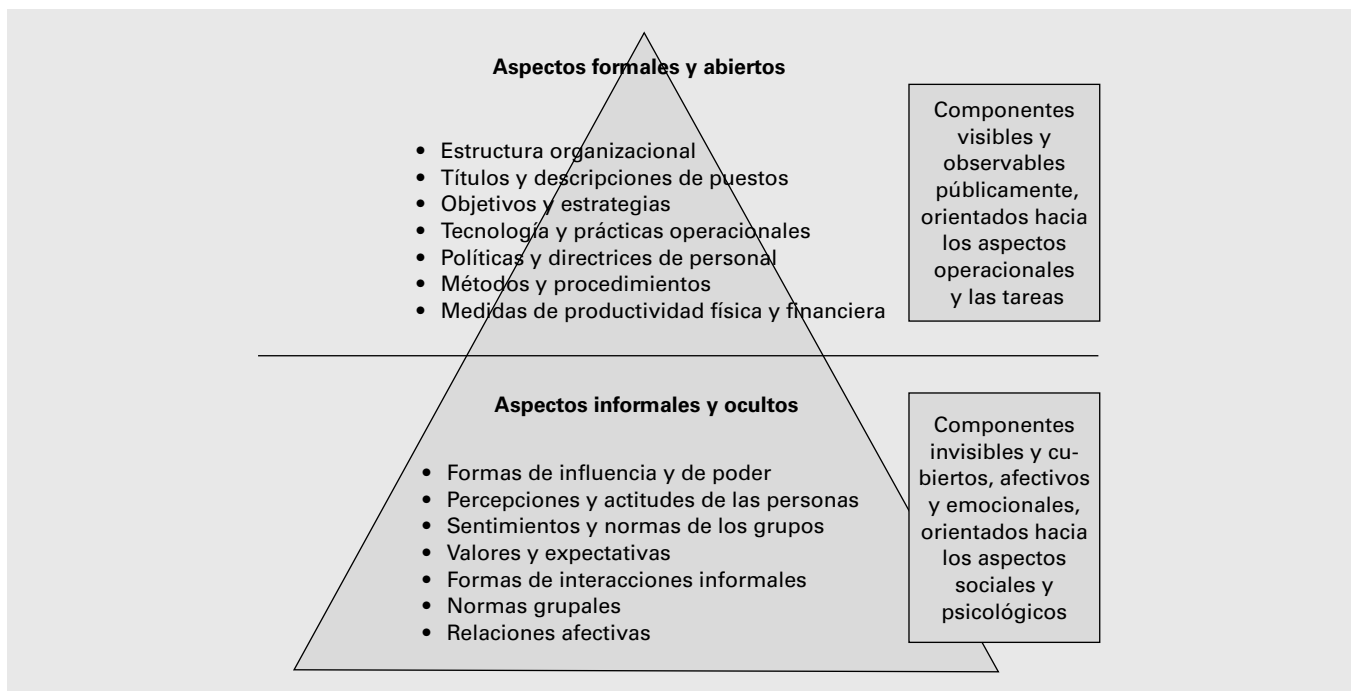 Aspectos formales y abiertos
• Estructura organizacional
• Títulos y descripciones de puestos
• Objetivos y estrategias
• Tecnología y prácticas operacionales
• Políticas y directrices de personal
• Métodos y procedimientos
• Medidas de productividad física y financiera
Componentes
visibles y
observables
públicamente,
orientados hacia
los aspectos
operacionales
y las tareas
Aspectos informales y ocultos
• Formas de influencia y de poder
• Percepciones y actitudes de las personas
• Sentimientos y normas de los grupos
• Valores y expectativas
• Formas de interacciones informales
• Normas grupales
• Relaciones afectivas
Componentes
invisibles y cu-
biertos, afectivos
y emocionales,
orientados hacia
los aspectos
sociales y
psicológicos